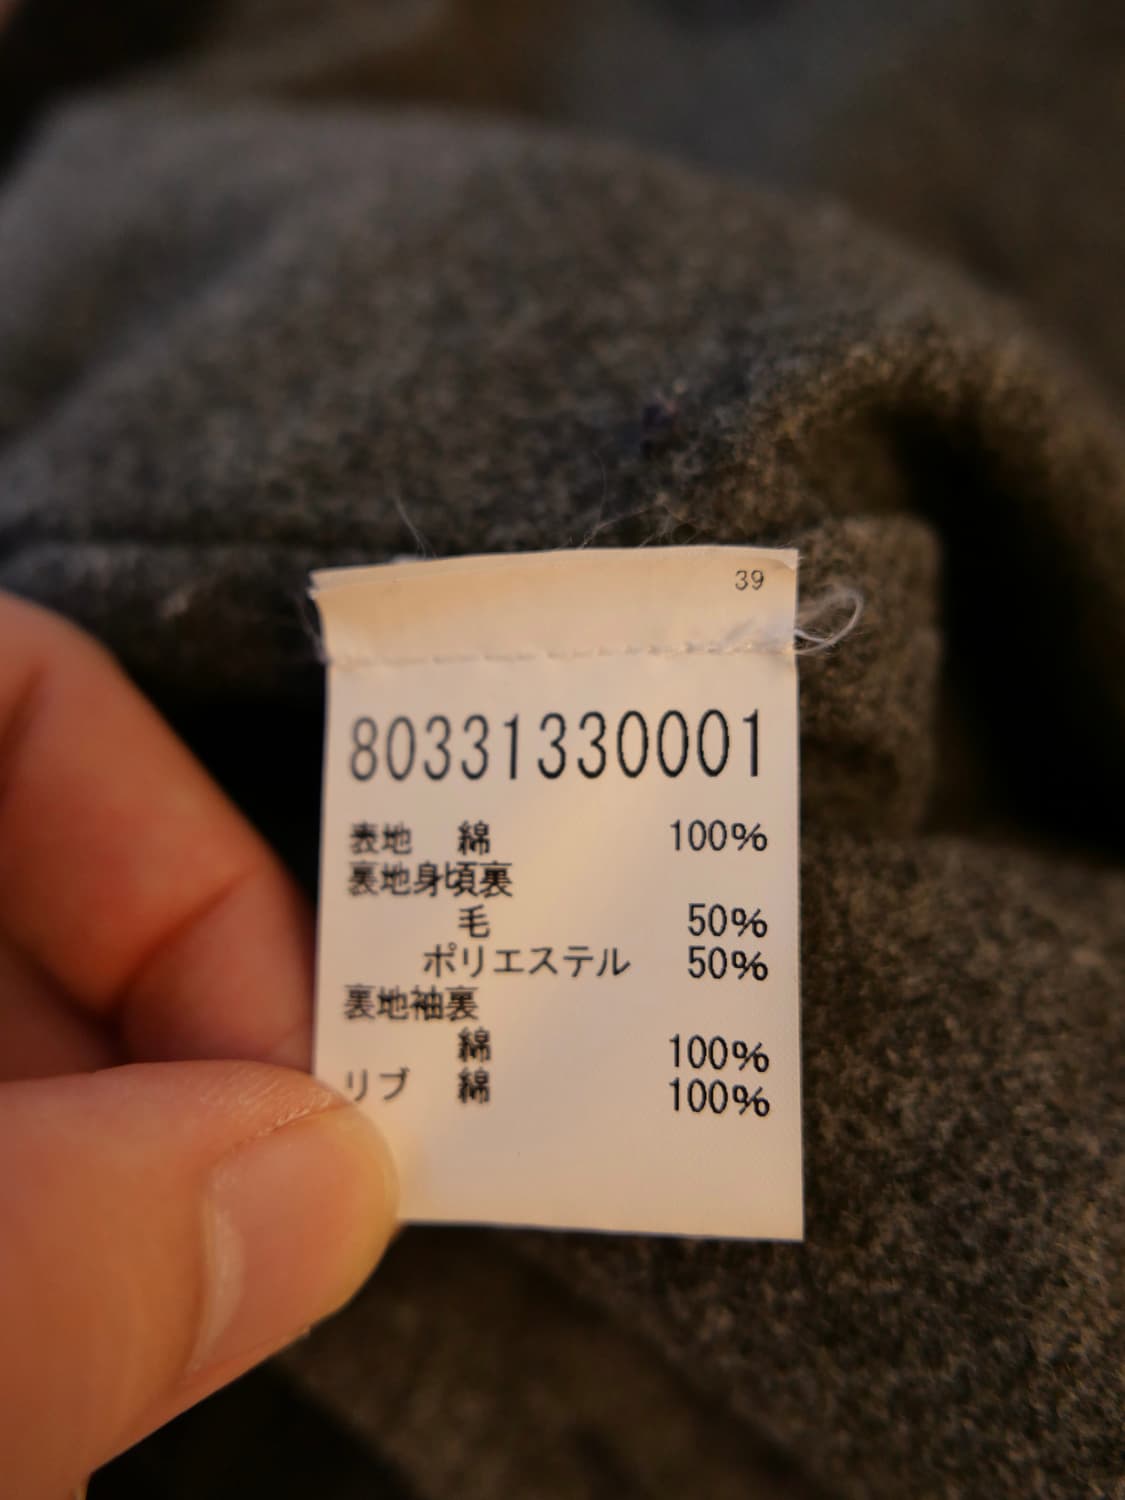 39
80331330001
表地 綿 100%
裏地身頃裏
毛 50%
ポリエステル 50%
裏地袖裏
綿 100%
リブ 綿 100%